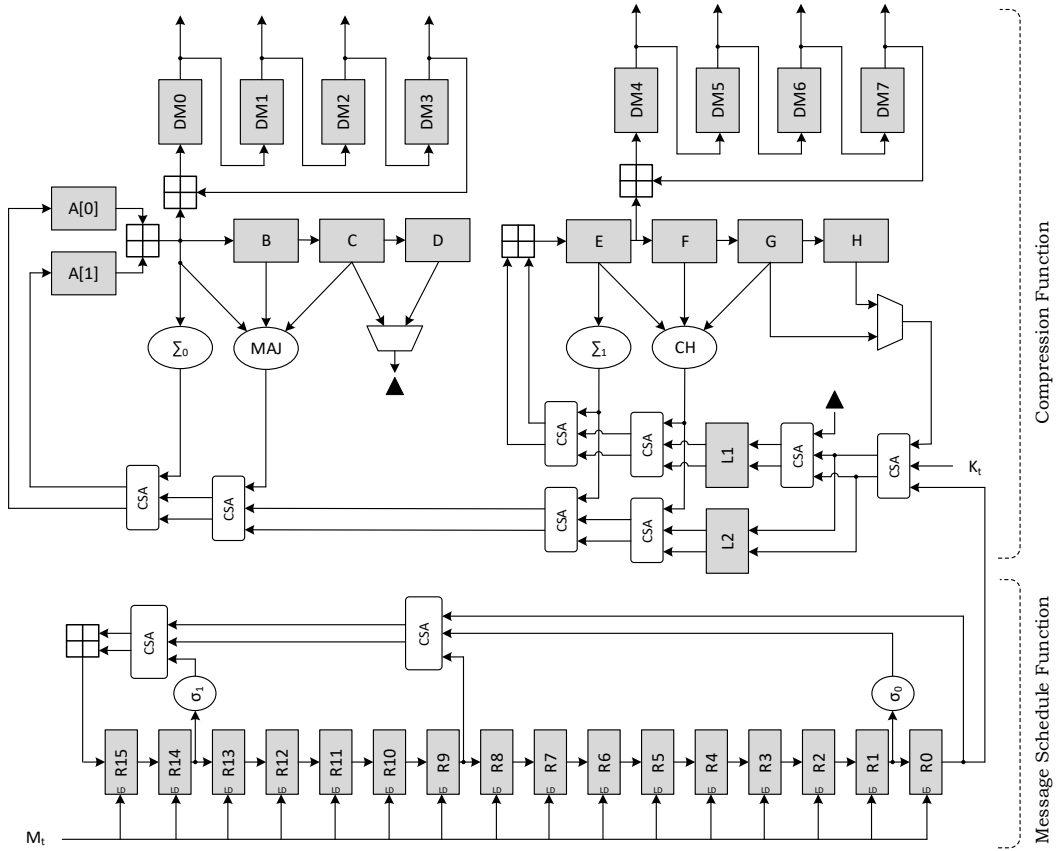 DM0
DM1
DM2
DM3
DM4
DM5
DM6
DM7
A[0]
A[1]
B
C
D
E
F
G
H
∑₀
MAJ
∑₁
CH
CSA
CSA
L1
CSA
CSA
Kₜ
CSA
CSA
CSA
CSA
L2
Compression Function
CSA
CSA
σ₁
σ₀
R15
R14
R13
R12
R11
R10
R9
R8
R7
R6
R5
R4
R3
R2
R1
R0
Mₜ
Message Schedule Function